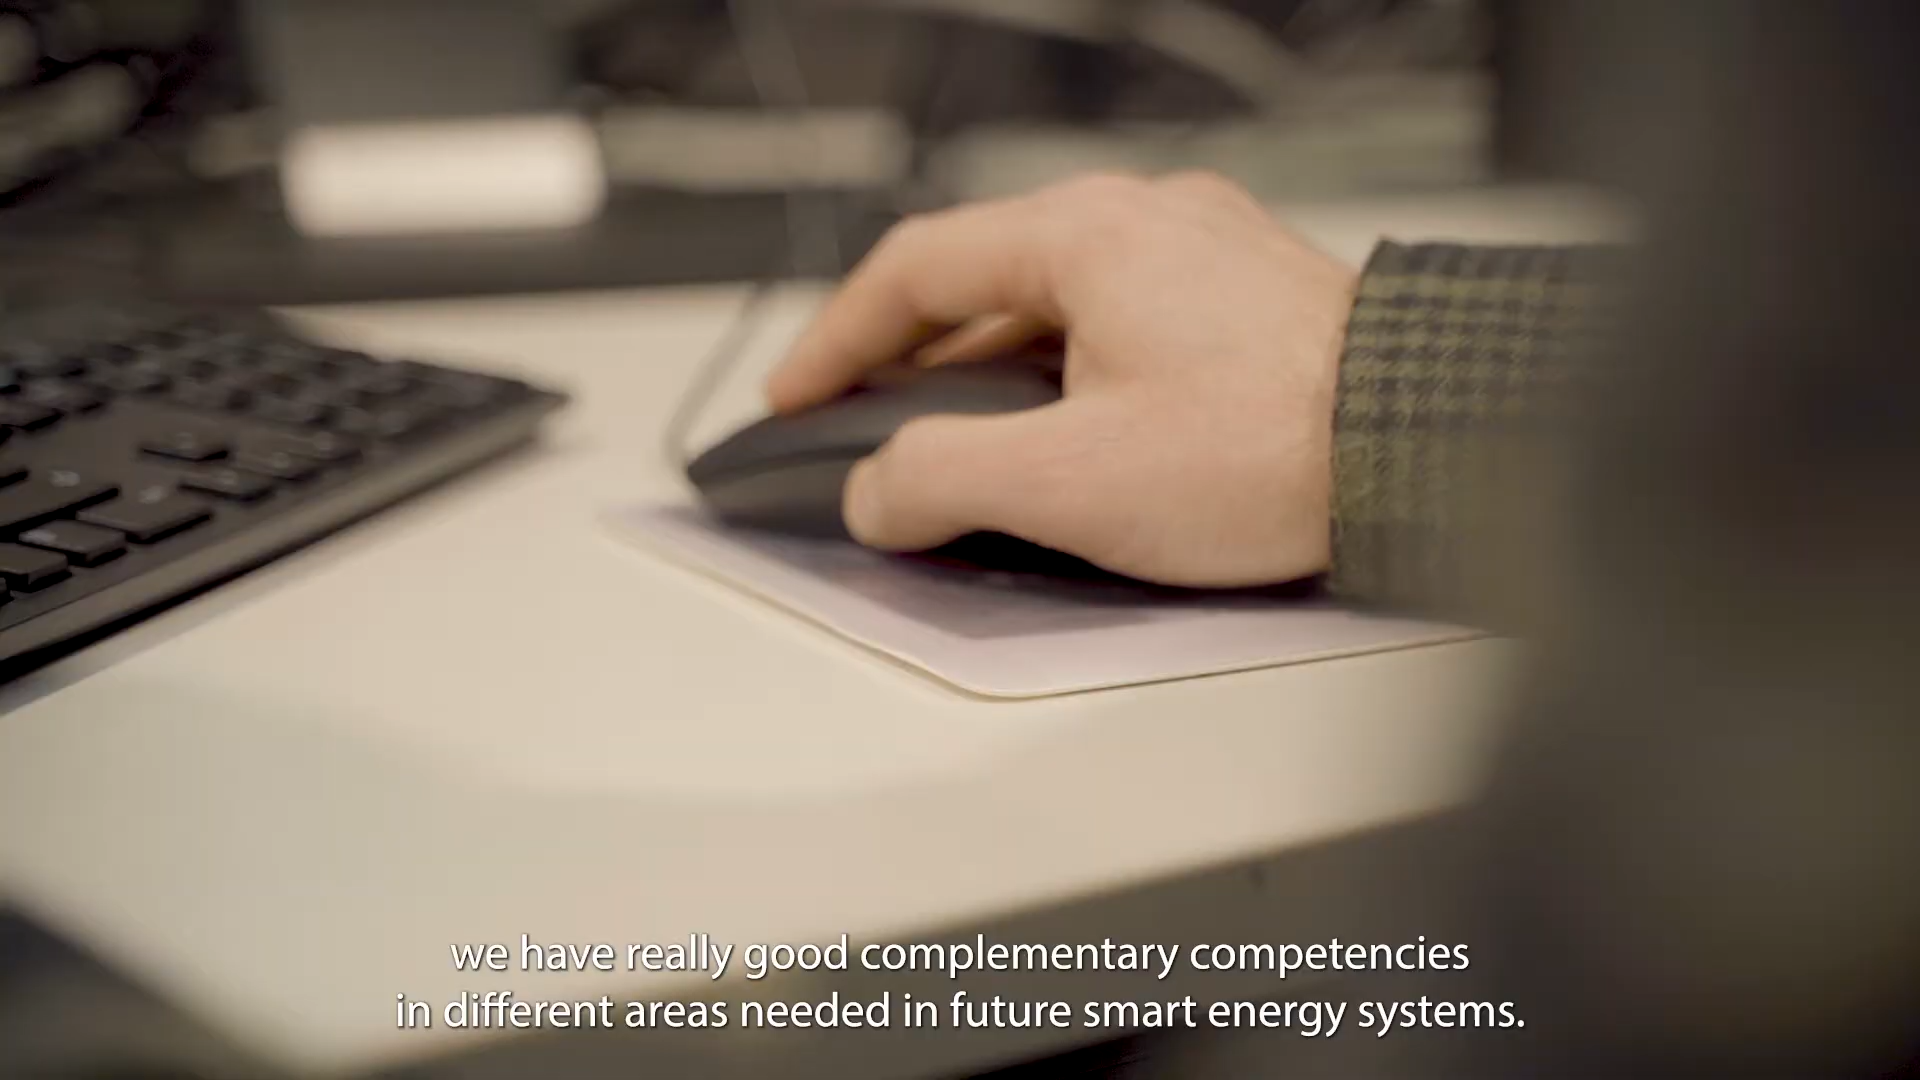 we have really good complementary competencies
in different areas needed in future smart energy systems.